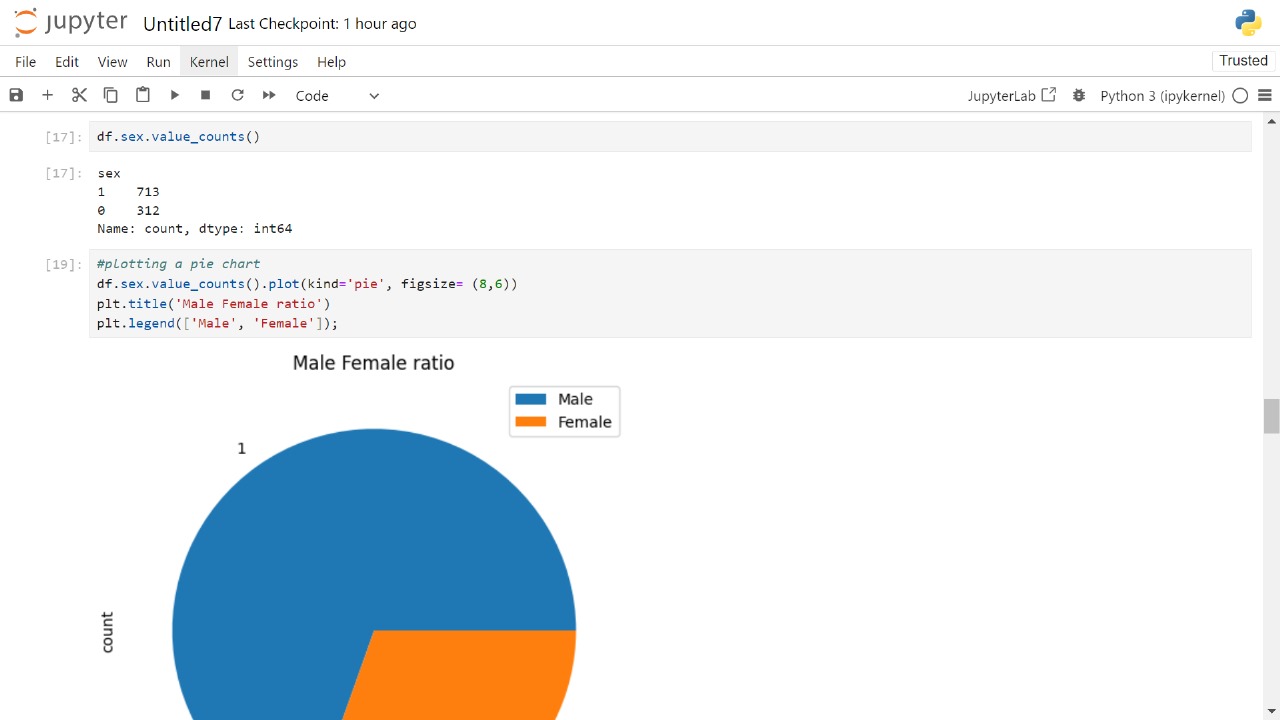 jupyter Untitled7 Last Checkpoint: 1 hour ago
File Edit View Run Kernel Settings Help Trusted
Code JupyterLab Python 3 (ipykernel)
[17]: df.sex.value_counts()
[17]: sex
1    713
0    312
Name: count, dtype: int64
[19]: #plotting a pie chart
df.sex.value_counts().plot(kind='pie', figsize= (8,6))
plt.title('Male Female ratio')
plt.legend(['Male', 'Female']);
Male Female ratio
Male
Female
1
count